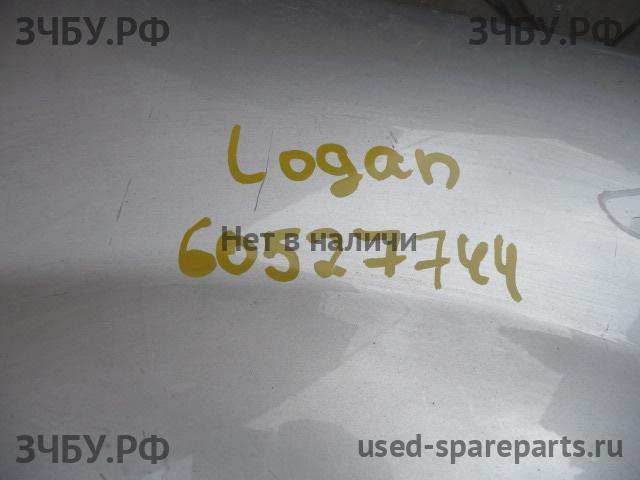 ЗЧБУ.РФ ЗЧБУ.РФ
Logan
Нет в наличи
60527744
ЗЧБУ.РФ used-spareparts.ru